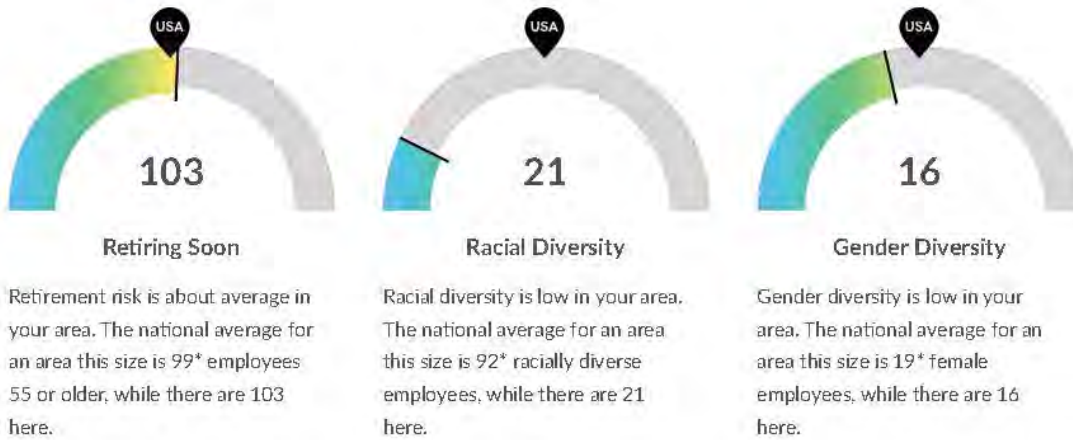 USA
103
Retiring Soon
Retirement risk is about average in
your area. The national average for
an area this size is 99* employees
55 or older, while there are 103
here.
USA
21
Racial Diversity
Racial diversity is low in your area.
The national average for an area
this size is 92* racially diverse
employees, while there are 21
here.
USA
16
Gender Diversity
Gender diversity is low in your
area. The national average for an
area this size is 19* female
employees, while there are 16
here.